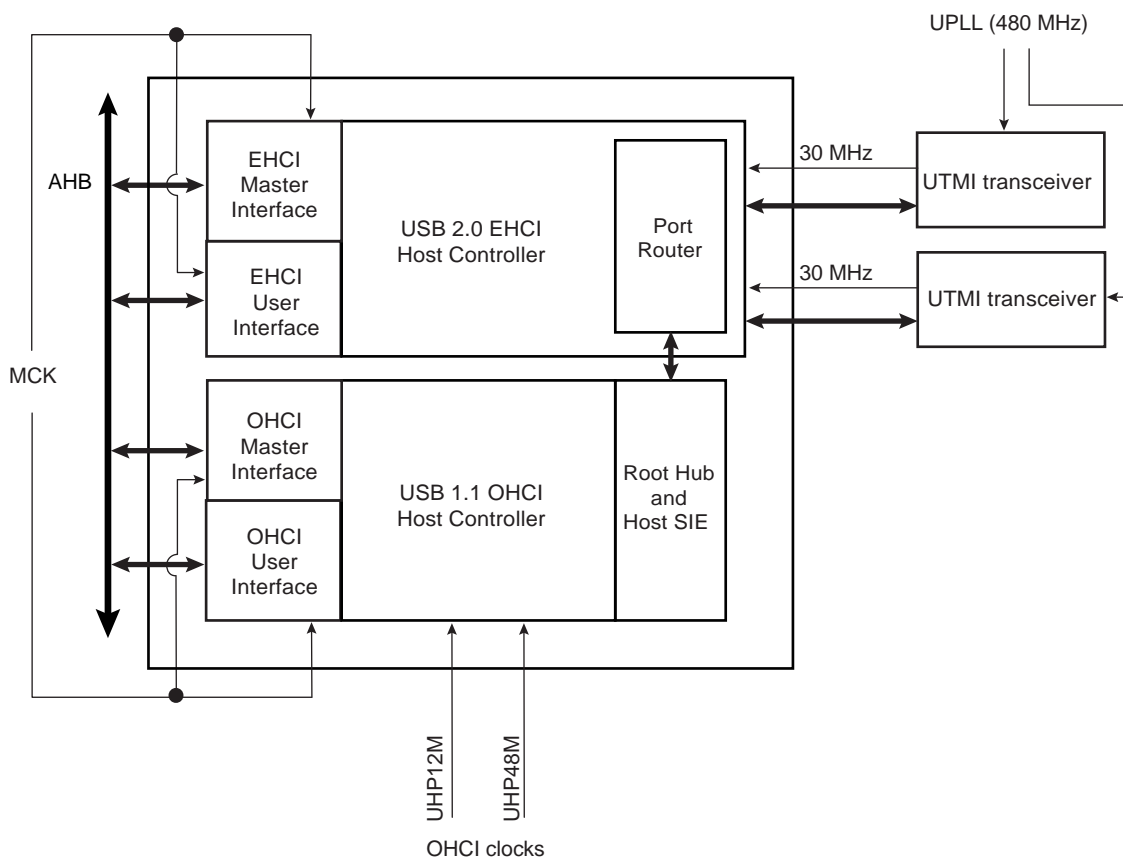 UPLL (480 MHz)
EHCI
Master
Interface
AHB
USB 2.0 EHCI
Host Controller
Port
Router
30 MHz
UTMI transceiver
EHCI
User
Interface
30 MHz
UTMI transceiver
MCK
OHCI
Master
Interface
USB 1.1 OHCI
Host Controller
Root Hub
and
Host SIE
OHCI
User
Interface
UHP12M
UHP48M
OHCI clocks